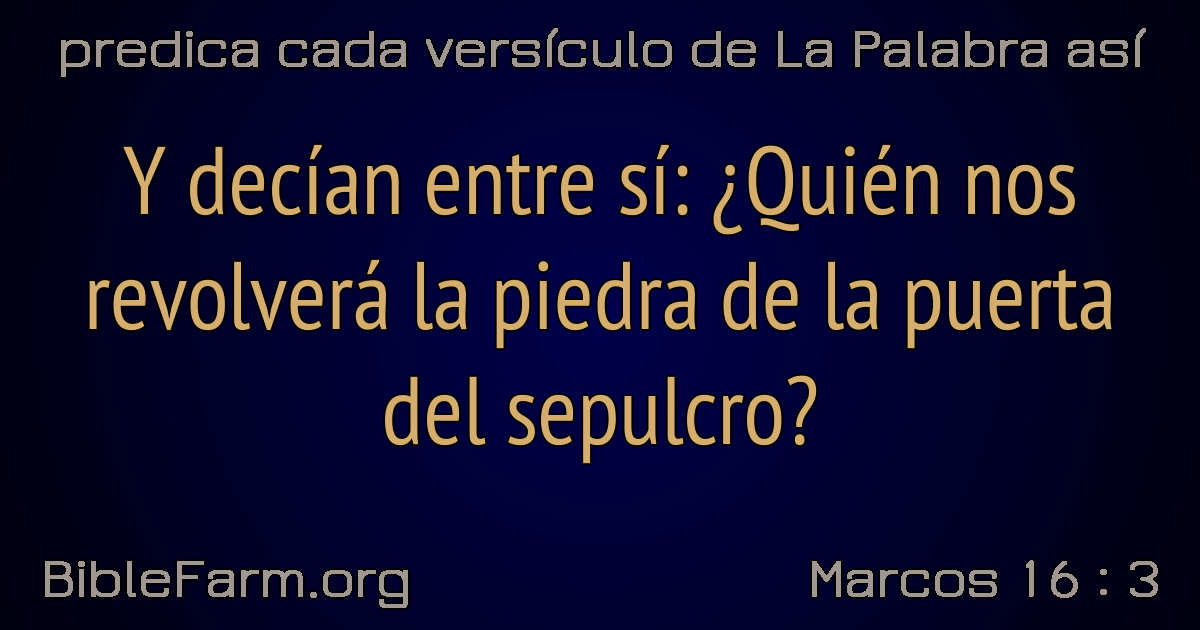 predica cada versículo de La Palabra así
Y decían entre sí: ¿Quién nos
revolverá la piedra de la puerta
del sepulcro?
BibleFarm.org
Marcos 16 : 3